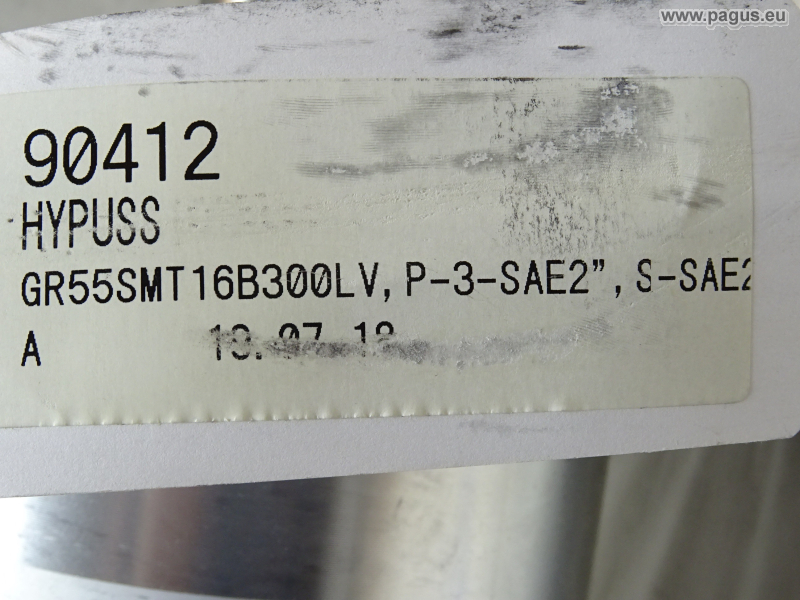 www.pagus.eu
90412
HYPUSS
GR55SMT16B300LV, P-3-SAE2", S-SAE2
A